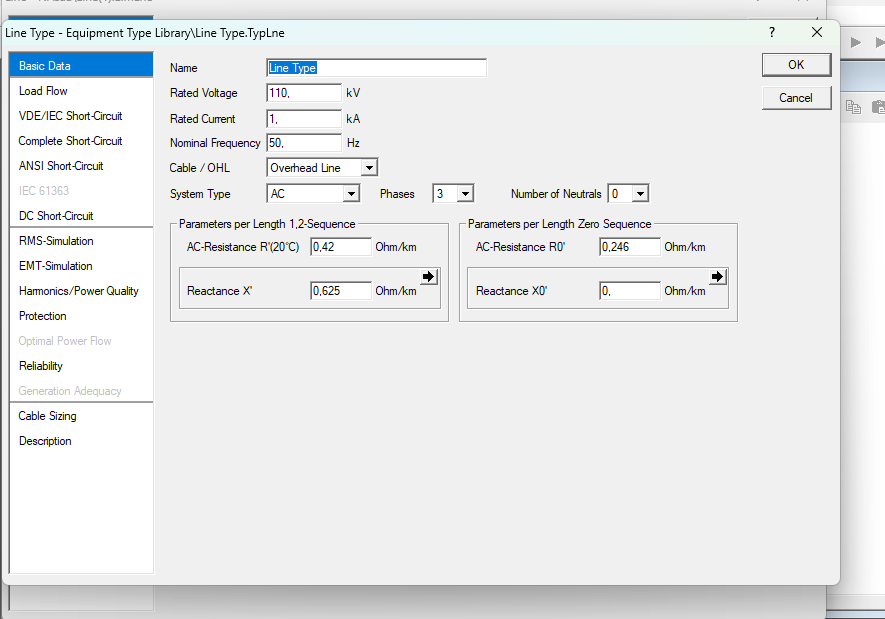 Line Type - Equipment Type Library\Line Type.TypLne
?
Basic Data
Load Flow
VDE/IEC Short-Circuit
Complete Short-Circuit
ANSI Short-Circuit
IEC 61363
DC Short-Circuit
RMS-Simulation
EMT-Simulation
Harmonics/Power Quality
Protection
Optimal Power Flow
Reliability
Generation Adequacy
Cable Sizing
Description
Name Line Type
Rated Voltage 110, kV
Rated Current 1, kA
Nominal Frequency 50, Hz
Cable / OHL Overhead Line
System Type AC Phases 3 Number of Neutrals 0
Parameters per Length 1,2-Sequence
AC-Resistance R'(20°C) 0,42 Ohm/km
Reactance X' 0,625 Ohm/km
Parameters per Length Zero Sequence
AC-Resistance R0' 0,246 Ohm/km
Reactance X0' 0, Ohm/km
OK
Cancel